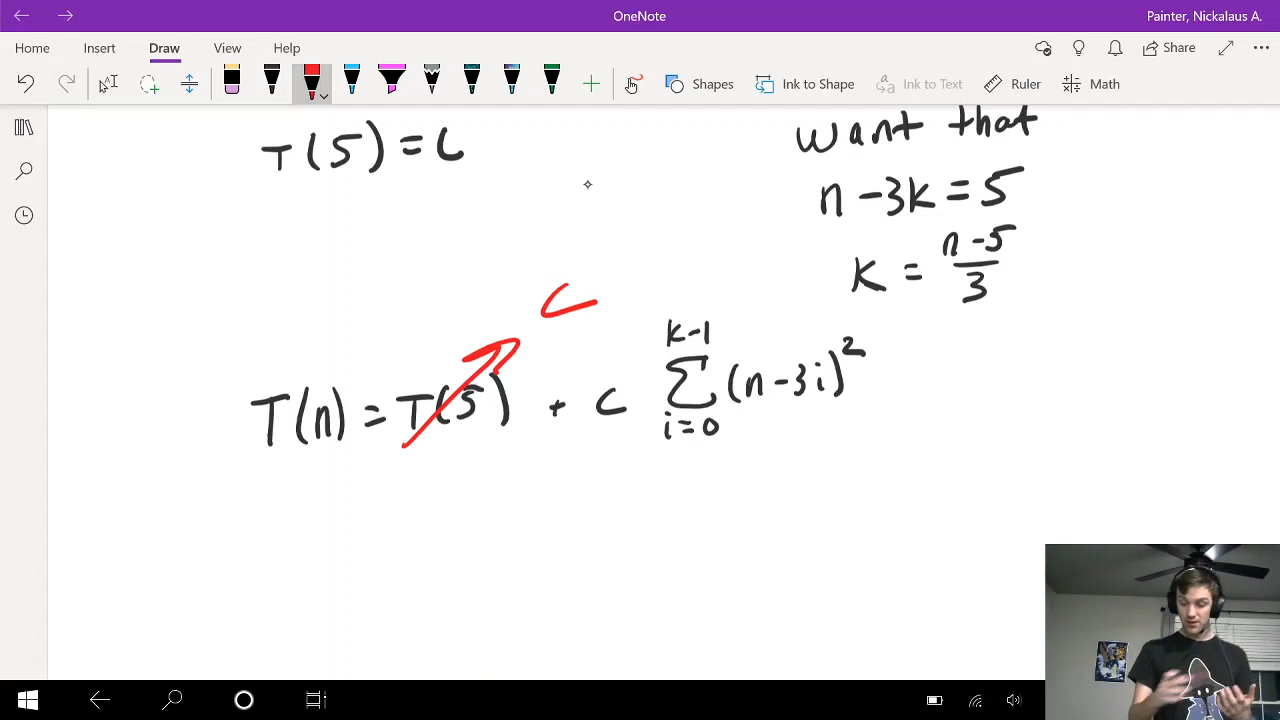 OneNote
Painter, Nickalaus A.
Home Insert Draw View Help
Share
Shapes Ink to Shape Ink to Text Ruler Math
T(5)=C
want that
n-3k=5
k = (n-5)/3
C
T(n) = T(5) + C ∑_{i=0}^{k-1} (n-3i)²